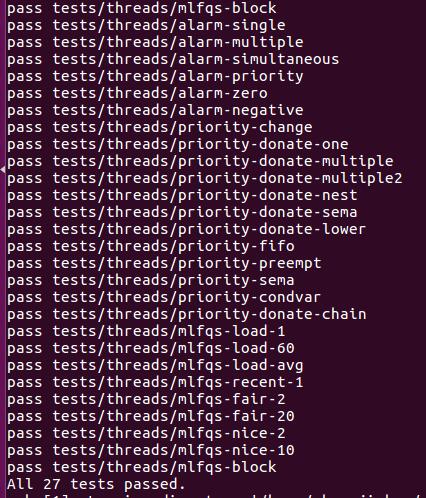 pass tests/threads/mlfqs-block
pass tests/threads/alarm-single
pass tests/threads/alarm-multiple
pass tests/threads/alarm-simultaneous
pass tests/threads/alarm-priority
pass tests/threads/alarm-zero
pass tests/threads/alarm-negative
pass tests/threads/priority-change
pass tests/threads/priority-donate-one
pass tests/threads/priority-donate-multiple
pass tests/threads/priority-donate-multiple2
pass tests/threads/priority-donate-nest
pass tests/threads/priority-donate-sema
pass tests/threads/priority-donate-lower
pass tests/threads/priority-fifo
pass tests/threads/priority-preempt
pass tests/threads/priority-sema
pass tests/threads/priority-condvar
pass tests/threads/priority-donate-chain
pass tests/threads/mlfqs-load-1
pass tests/threads/mlfqs-load-60
pass tests/threads/mlfqs-load-avg
pass tests/threads/mlfqs-recent-1
pass tests/threads/mlfqs-fair-2
pass tests/threads/mlfqs-fair-20
pass tests/threads/mlfqs-nice-2
pass tests/threads/mlfqs-nice-10
pass tests/threads/mlfqs-block
All 27 tests passed.